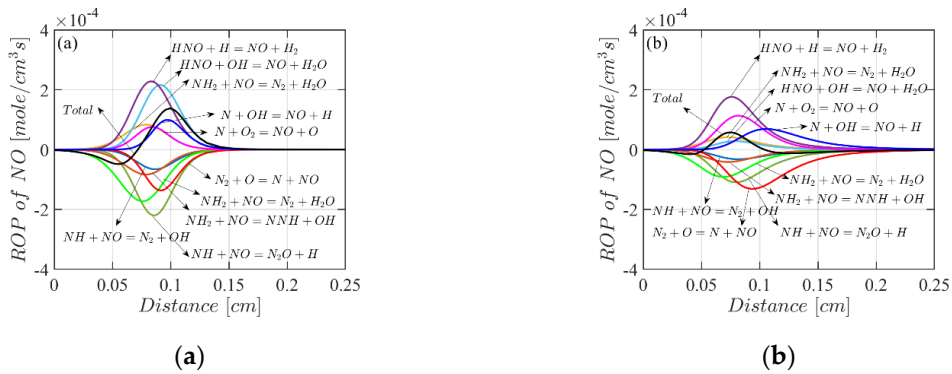 ×10⁻⁴
(a)
HNO + H = NO + H₂
HNO + OH = NO + H₂O
NH₂ + NO = N₂ + H₂O
Total
N + OH = NO + H
N + O₂ = NO + O
N₂ + O = N + NO
NH₂ + NO = N₂ + H₂O
NH₂ + NO = NNH + OH
NH + NO = N₂ + OH
NH + NO = N₂O + H
ROP of NO [mole/cm³s]
4
2
0
-2
-4
0
0.05
0.1
0.15
0.2
0.25
Distance [cm]
(a)
×10⁻⁴
(b)
HNO + H = NO + H₂
NH₂ + NO = N₂ + H₂O
HNO + OH = NO + H₂O
Total
N + O₂ = NO + O
N + OH = NO + H
NH₂ + NO = N₂ + H₂O
NH₂ + NO = NNH + OH
NH + NO = N₂ + OH
N₂ + O = N + NO
NH + NO = N₂O + H
ROP of NO [mole/cm³s]
4
2
0
-2
-4
0
0.05
0.1
0.15
0.2
0.25
Distance [cm]
(b)